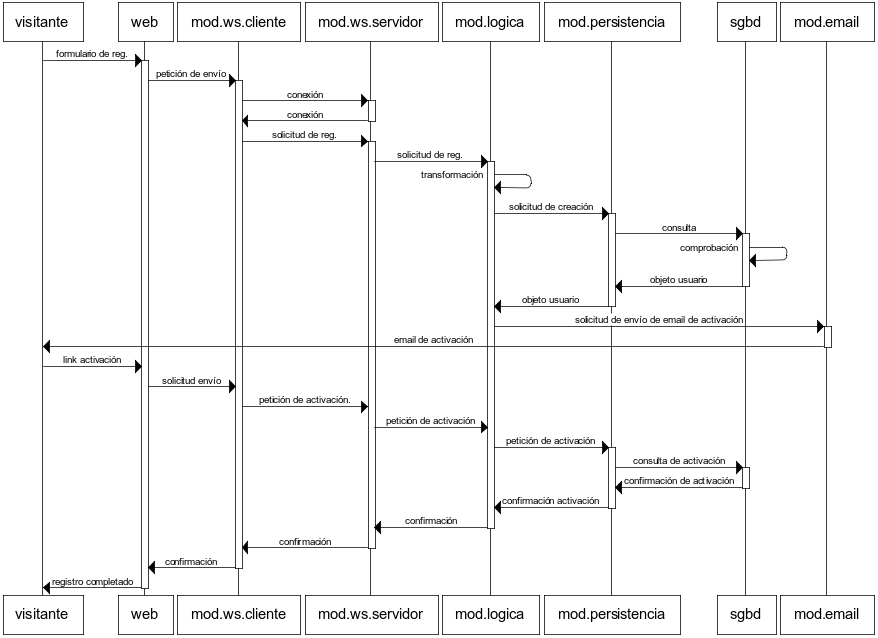 visitante
web
mod.ws.cliente
mod.ws.servidor
mod.logica
mod.persistencia
sgbd
mod.email
formulario de reg.
petición de envío
conexión
conexión
solicitud de reg.
solicitud de reg.
transformación
solicitud de creación
consulta
comprobación
objeto usuario
objeto usuario
solicitud de envío de email de activación
email de activación
link activación
solicitud envío
petición de activación.
petición de activación
petición de activación
consulta de activación
confirmación de activación
confirmación activación
confirmación
confirmación
confirmación
registro completado
visitante
web
mod.ws.cliente
mod.ws.servidor
mod.logica
mod.persistencia
sgbd
mod.email